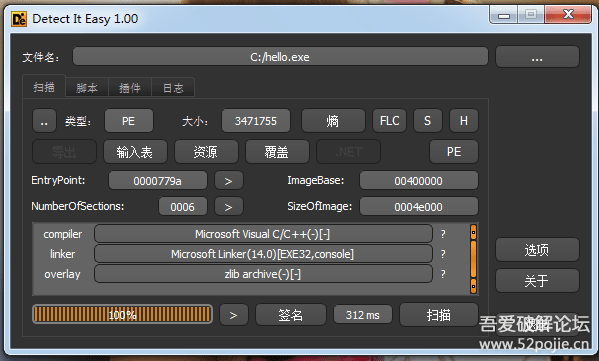 Detect It Easy 1.00
文件名: C:/hello.exe ...
扫描 脚本 插件 日志
.. 类型: PE 大小: 3471755 熵 FLC S H
导出 输入表 资源 覆盖 .NET PE
EntryPoint: 0000779a > ImageBase: 00400000
NumberOfSections: 0006 > SizeOfImage: 0004e000
compiler Microsoft Visual C/C++(-)[-] ?
linker Microsoft Linker(14.0)[EXE32,console] ?
overlay zlib archive(-)[-] ?
选项
关于
100% > 签名 312 ms 扫描
吾爱破解论坛
www.52pojie.cn